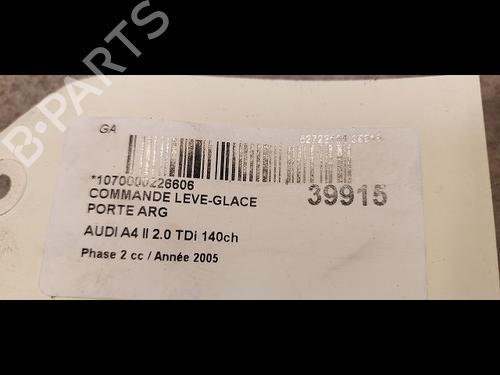 B-PARTS
GA
*1070000226606
COMMANDE LEVE-GLACE
39915
PORTE ARG
AUDI A4 II 2.0 TDi 140ch
Phase 2 cc / Année 2005